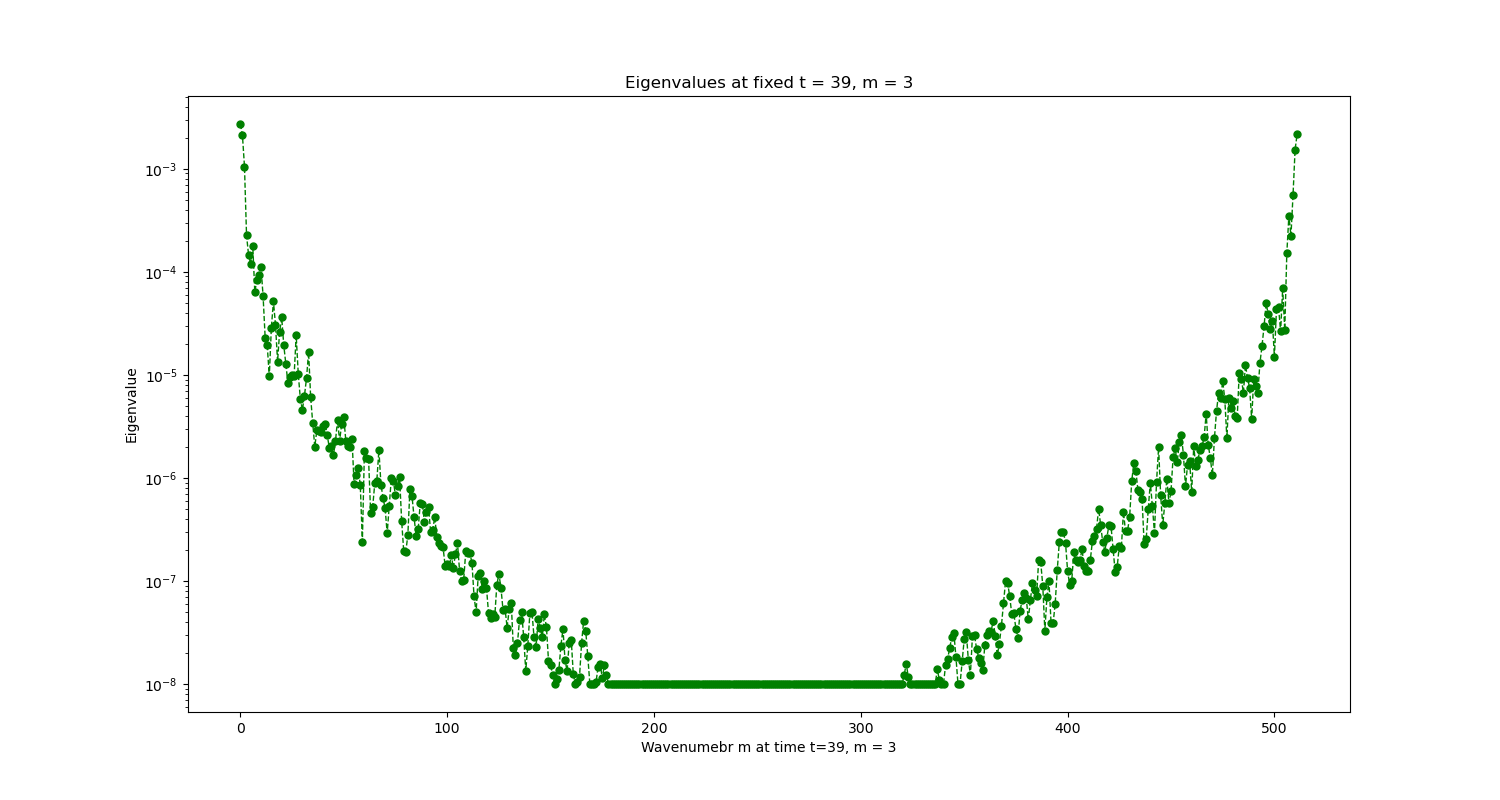 Eigenvalues at fixed t = 39, m = 3
Eigenvalue
10⁻³
10⁻⁴
10⁻⁵
10⁻⁶
10⁻⁷
10⁻⁸
0 100 200 300 400 500
Wavenumebr m at time t=39, m = 3